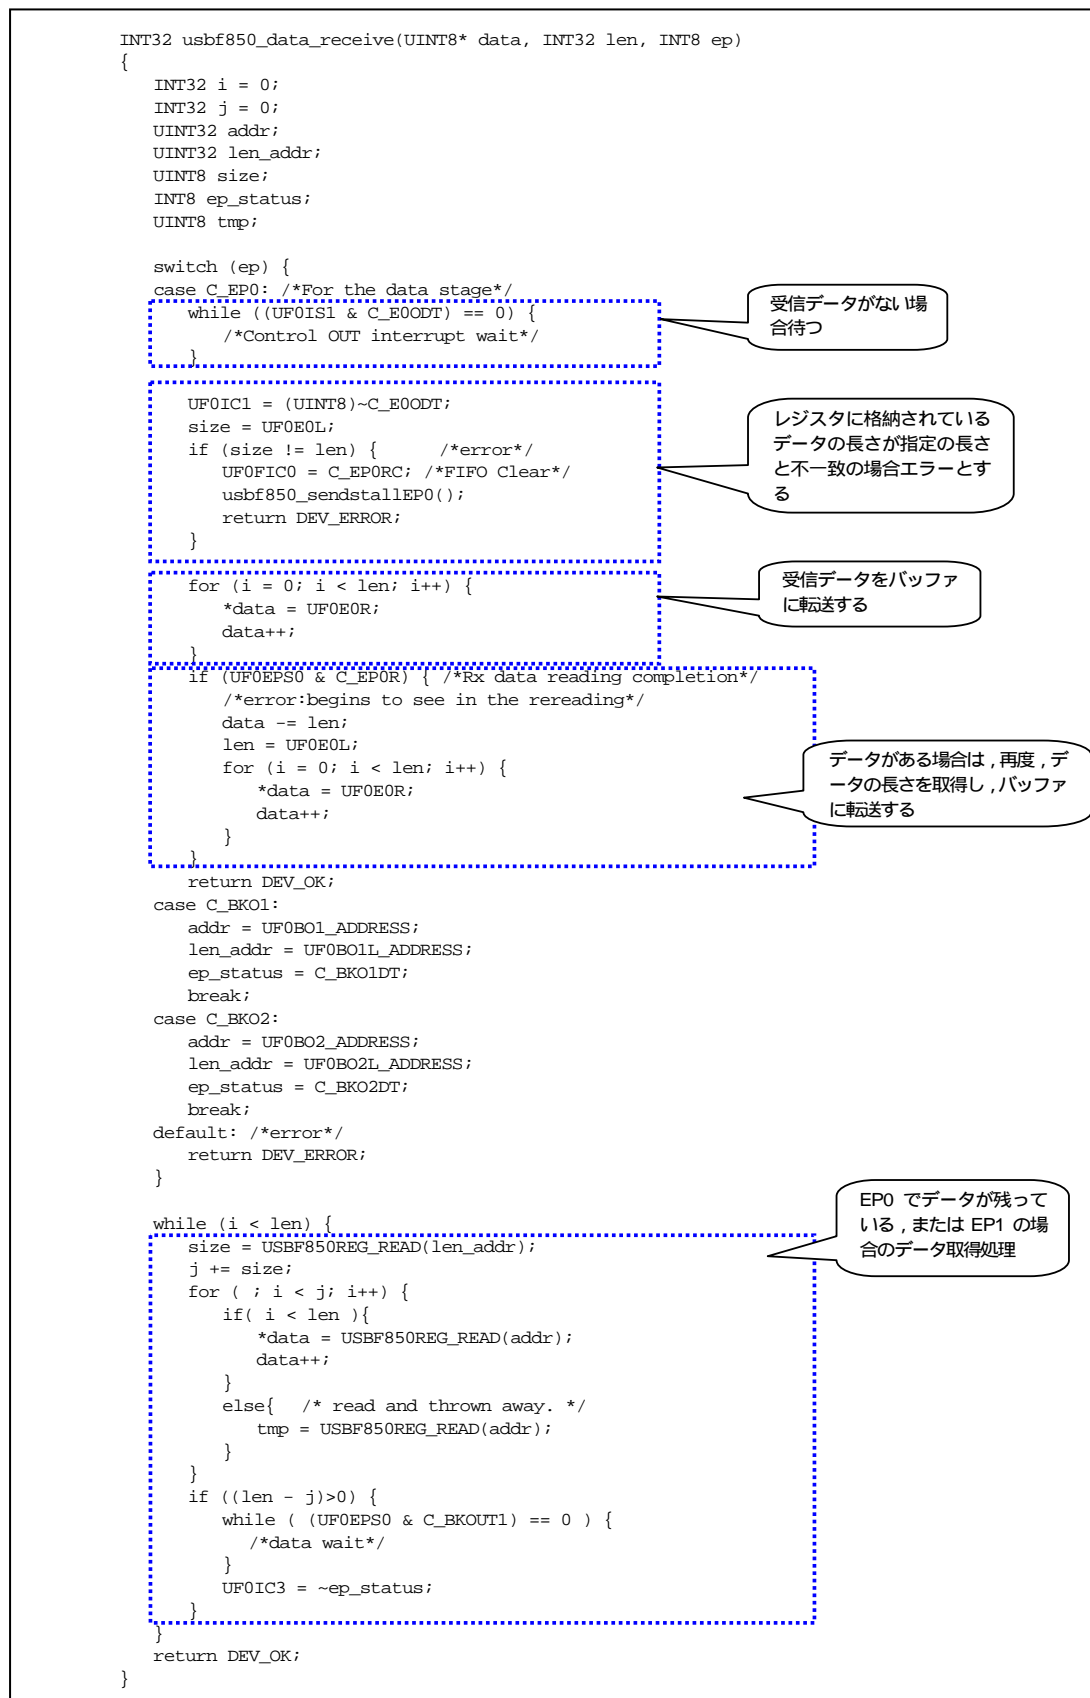 INT32 usbf850_data_receive(UINT8* data, INT32 len, INT8 ep)
{
INT32 i = 0;
INT32 j = 0;
UINT32 addr;
UINT32 len_addr;
UINT8 size;
INT8 ep_status;
UINT8 tmp;
switch (ep) {
case C_EP0: /*For the data stage*/
while ((UF0IS1 & C_E0ODT) == 0) {
/*Control OUT interrupt wait*/
}
受信データがない場
合待つ
UF0IC1 = (UINT8)~C_E0ODT;
size = UF0E0L;
if (size != len) { /*error*/
UF0FIC0 = C_EP0RC; /*FIFO Clear*/
usbf850_sendstallEP0();
return DEV_ERROR;
}
レジスタに格納されている
データの長さが指定の長さ
と不一致の場合エラーとす
る
for (i = 0; i < len; i++) {
*data = UF0E0R;
data++;
}
受信データをバッファ
に転送する
if (UF0EPS0 & C_EP0R) { /*Rx data reading completion*/
/*error:begins to see in the rereading*/
data -= len;
len = UF0E0L;
for (i = 0; i < len; i++) {
*data = UF0E0R;
data++;
}
}
データがある場合は，再度，デ
ータの長さを取得し，バッファ
に転送する
return DEV_OK;
case C_BKO1:
addr = UF0BO1_ADDRESS;
len_addr = UF0BO1L_ADDRESS;
ep_status = C_BKO1DT;
break;
case C_BKO2:
addr = UF0BO2_ADDRESS;
len_addr = UF0BO2L_ADDRESS;
ep_status = C_BKO2DT;
break;
default: /*error*/
return DEV_ERROR;
}
while (i < len) {
size = USBF850REG_READ(len_addr);
j += size;
for ( ; i < j; i++) {
if( i < len ){
*data = USBF850REG_READ(addr);
data++;
}
else{ /* read and thrown away. */
tmp = USBF850REG_READ(addr);
}
}
if ((len - j)>0) {
while ( (UF0EPS0 & C_BKOUT1) == 0 ) {
/*data wait*/
}
UF0IC3 = ~ep_status;
}
}
EP0 でデータが残って
いる，または EP1 の場
合のデータ取得処理
return DEV_OK;
}